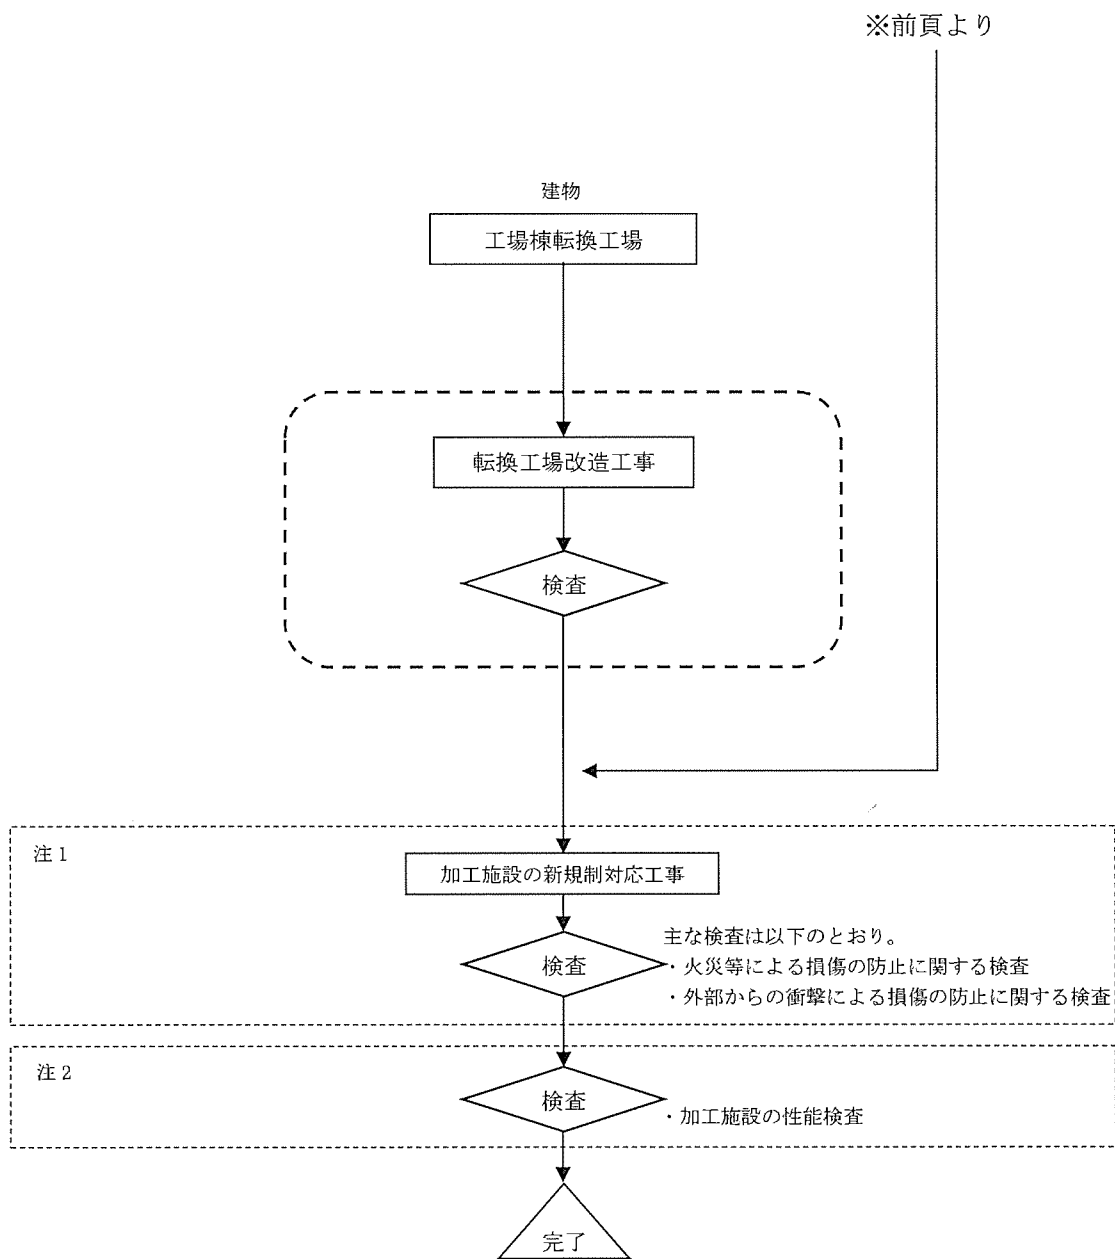 ※前頁より
建物
工場棟転換工場
転換工場改造工事
検査
注1
加工施設の新規制対応工事
検査
主な検査は以下のとおり。
・火災等による損傷の防止に関する検査
・外部からの衝撃による損傷の防止に関する検査
注2
検査
・加工施設の性能検査
完了